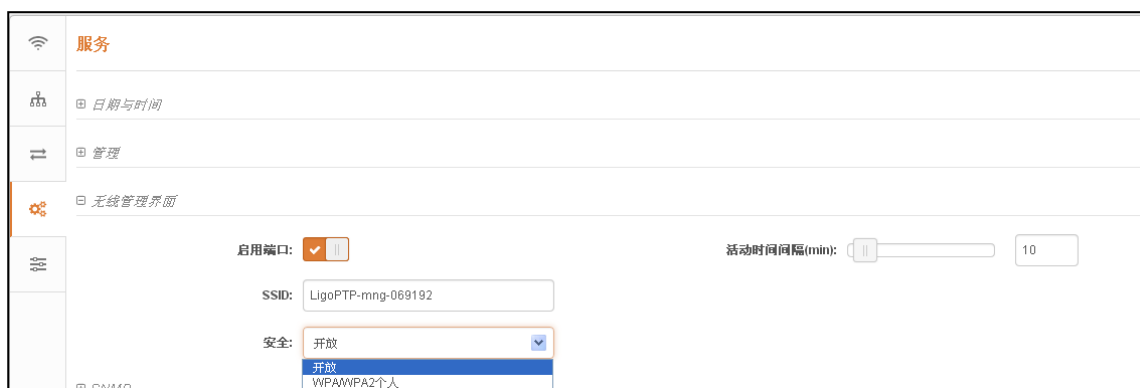 服务
日期与时间
管理
无线管理界面
启用端口: 活动时间间隔(min): 10
SSID: LigoPTP-mng-069192
安全: 开放
开放
WPA/WPA2个人